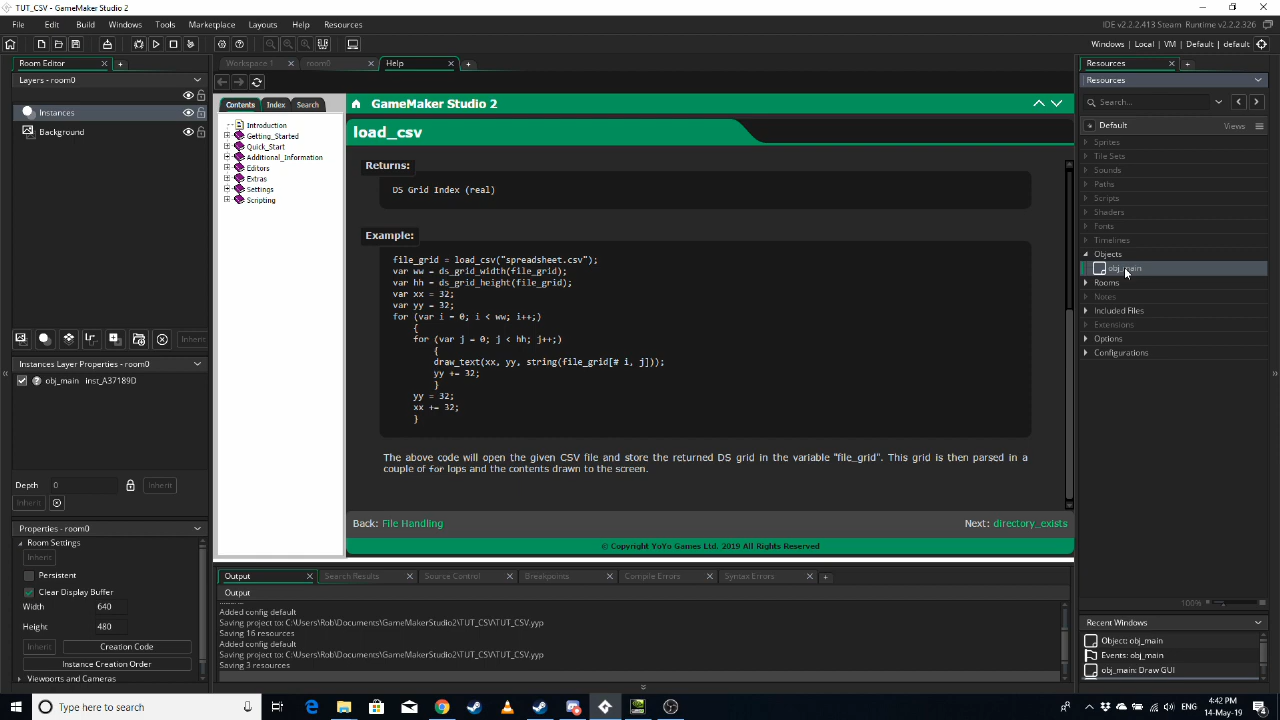 TUT_CSV - GameMaker Studio 2
File Edit Build Windows Tools Marketplace Layouts Help Resources
IDE v2.2.2.413 Steam Runtime v2.2.2.326
Windows | Local | VM | Default | default
Room Editor
Workspace 1
room0
Help
Resources
Layers - room0
Instances
Background
Contents Index Search
Introduction
Getting_Started
Quick_Start
Additional_Information
Editors
Extras
Settings
Scripting
GameMaker Studio 2
load_csv
Returns:
DS Grid Index (real)
Example:
file_grid = load_csv("spreadsheet.csv");
var ww = ds_grid_width(file_grid);
var hh = ds_grid_height(file_grid);
var xx = 32;
var yy = 32;
for (var i = 0; i < ww; i++;)
{
for (var j = 0; j < hh; j++;)
{
draw_text(xx, yy, string(file_grid[# i, j]));
yy += 32;
}
yy = 32;
xx += 32;
}
The above code will open the given CSV file and store the returned DS grid in the variable "file_grid". This grid is then parsed in a
couple of for lops and the contents drawn to the screen.
Back: File Handling
Next: directory_exists
© Copyright YoYo Games Ltd. 2019 All Rights Reserved
Resources
Search...
Default
Views
Sprites
Tile Sets
Sounds
Paths
Scripts
Shaders
Fonts
Timelines
Objects
obj_main
Rooms
Notes
Included Files
Extensions
Options
Configurations
100%
Inherit
Instances Layer Properties - room0
obj_main inst_A37189D
Depth 0 Inherit
Inherit
Properties - room0
Room Settings
Inherit
Persistent
Clear Display Buffer
Width 640
Height 480
Inherit Creation Code
Instance Creation Order
Viewports and Cameras
Output
Search Results
Source Control
Breakpoints
Compile Errors
Syntax Errors
Output
Added config default
Saving project to: C:\Users\Rob\Documents\GameMakerStudio2\TUT_CSV\TUT_CSV.yyp
Saving 16 resources
Added config default
Saving project to: C:\Users\Rob\Documents\GameMakerStudio2\TUT_CSV\TUT_CSV.yyp
Saving 3 resources
Recent Windows
Object: obj_main
Events: obj_main
obj_main: Draw GUI
Type here to search
4:42 PM
14-May-19